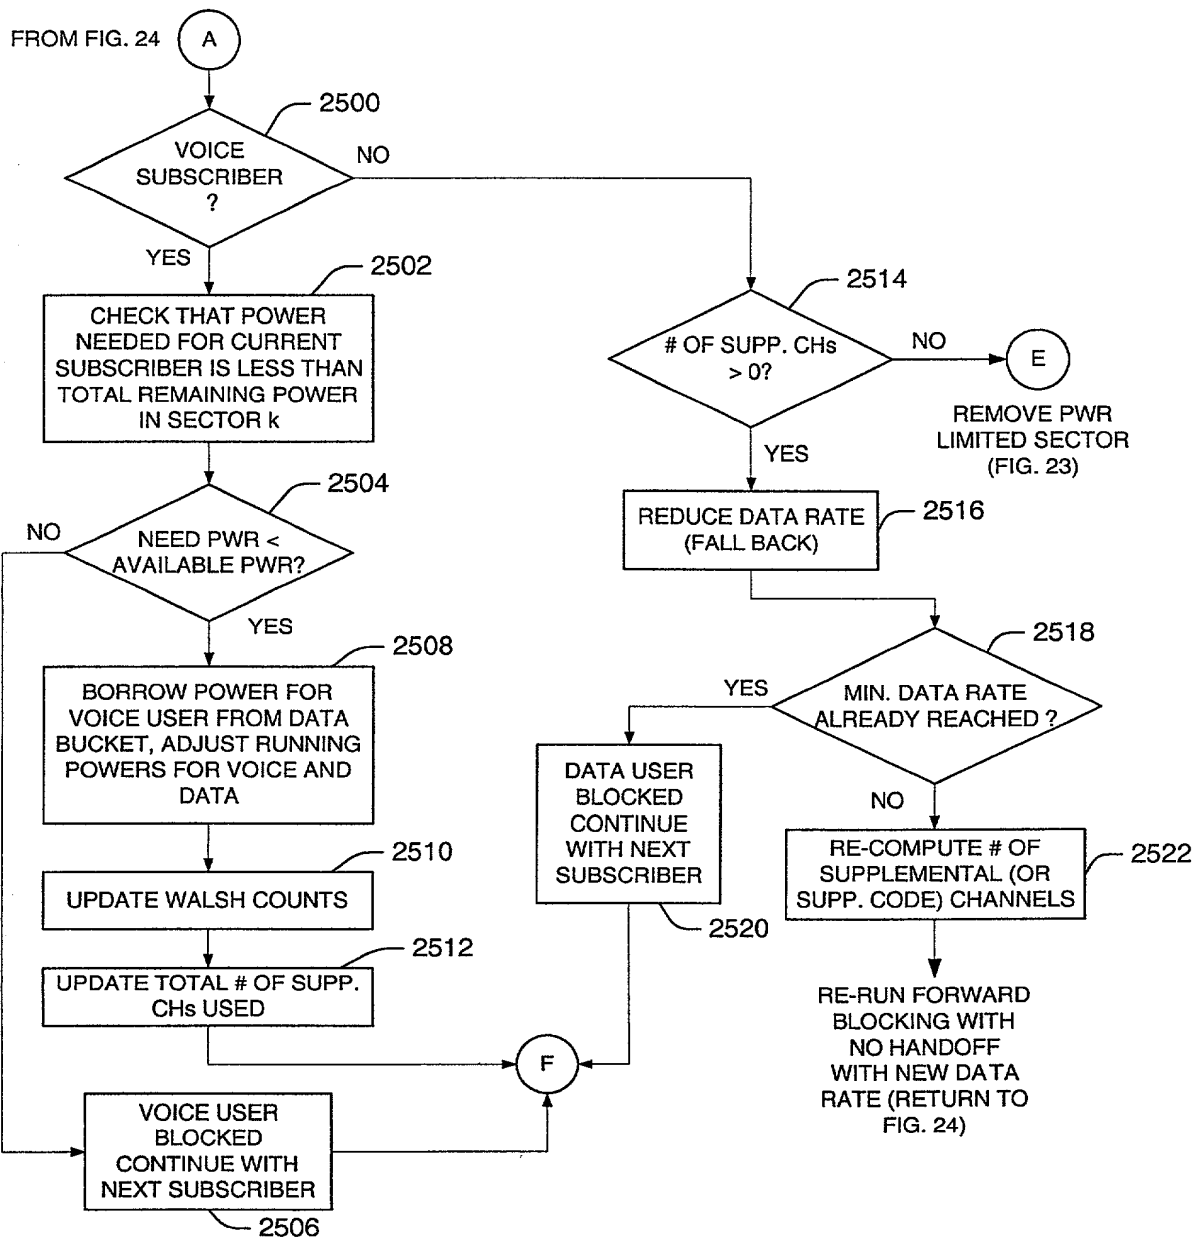 FROM FIG. 24
A
2500
VOICE
SUBSCRIBER
?
NO
YES
2502
CHECK THAT POWER
NEEDED FOR CURRENT
SUBSCRIBER IS LESS THAN
TOTAL REMAINING POWER
IN SECTOR k
2504
NEED PWR <
AVAILABLE PWR?
NO
YES
2508
BORROW POWER FOR
VOICE USER FROM DATA
BUCKET, ADJUST RUNNING
POWERS FOR VOICE AND
DATA
2510
UPDATE WALSH COUNTS
2512
UPDATE TOTAL # OF SUPP.
CHs USED
VOICE USER
BLOCKED
CONTINUE WITH
NEXT SUBSCRIBER
2506
F
2514
# OF SUPP. CHs
> 0?
NO
E
REMOVE PWR
LIMITED SECTOR
(FIG. 23)
YES
2516
REDUCE DATA RATE
(FALL BACK)
2518
MIN. DATA RATE
ALREADY REACHED ?
YES
DATA USER
BLOCKED
CONTINUE
WITH NEXT
SUBSCRIBER
2520
NO
2522
RE-COMPUTE # OF
SUPPLEMENTAL (OR
SUPP. CODE) CHANNELS
RE-RUN FORWARD
BLOCKING WITH
NO HANDOFF
WITH NEW DATA
RATE (RETURN TO
FIG. 24)